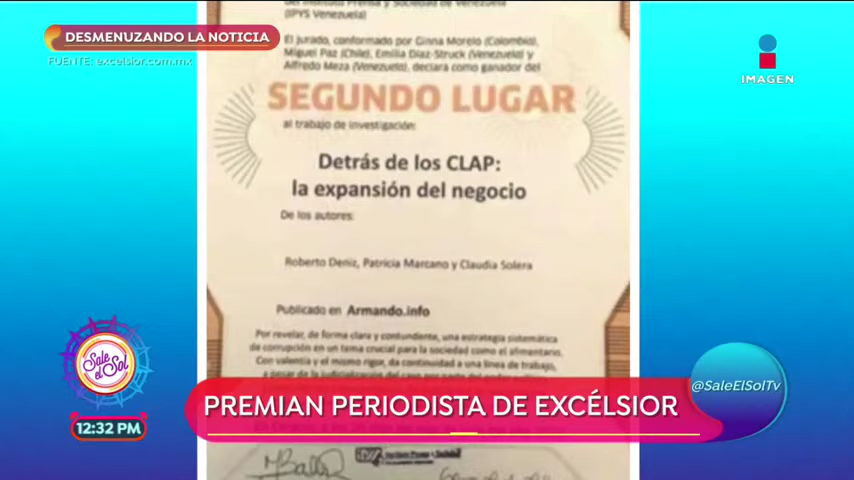 DESMENUZANDO LA NOTICIA
FUENTE: excelsior.com.mx
IMAGEN
del Instituto Prensa y Sociedad de Venezuela
(IPYS Venezuela)
El jurado, conformado por Ginna Morelo (Colombia),
Miguel Paz (Chile), Emilia Díaz-Struck (Venezuela) y
Alfredo Meza (Venezuela), declara como ganador del
SEGUNDO LUGAR
al trabajo de investigación:
Detrás de los CLAP:
la expansión del negocio
De los autores:
Roberto Deniz, Patricia Marcano y Claudia Solera
Publicado en Armando.info
Por revelar, de forma clara y contundente, una estrategia sistemática
de corrupción en un tema crucial para la sociedad como el alimentario.
Con valentía y el mismo rigor, da continuidad a una línea de trabajo,
Sale el Sol
12:32 PM
@SaleElSolTv
PREMIAN PERIODISTA DE EXCÉLSIOR